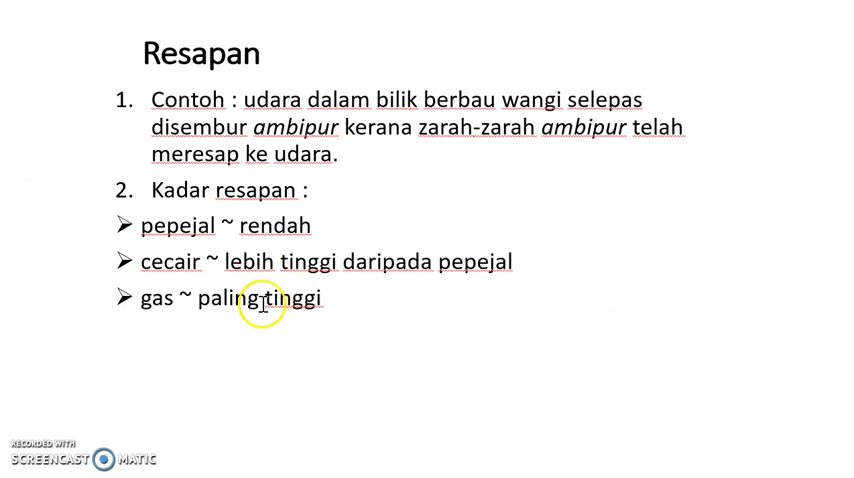 Resapan
1. Contoh : udara dalam bilik berbau wangi selepas
disembur ambipur kerana zarah-zarah ambipur telah
meresap ke udara.
2. Kadar resapan :
➢ pepejal ~ rendah
➢ cecair ~ lebih tinggi daripada pepejal
➢ gas ~ paling tinggi
RECORDED WITH
SCREENCAST MATIC